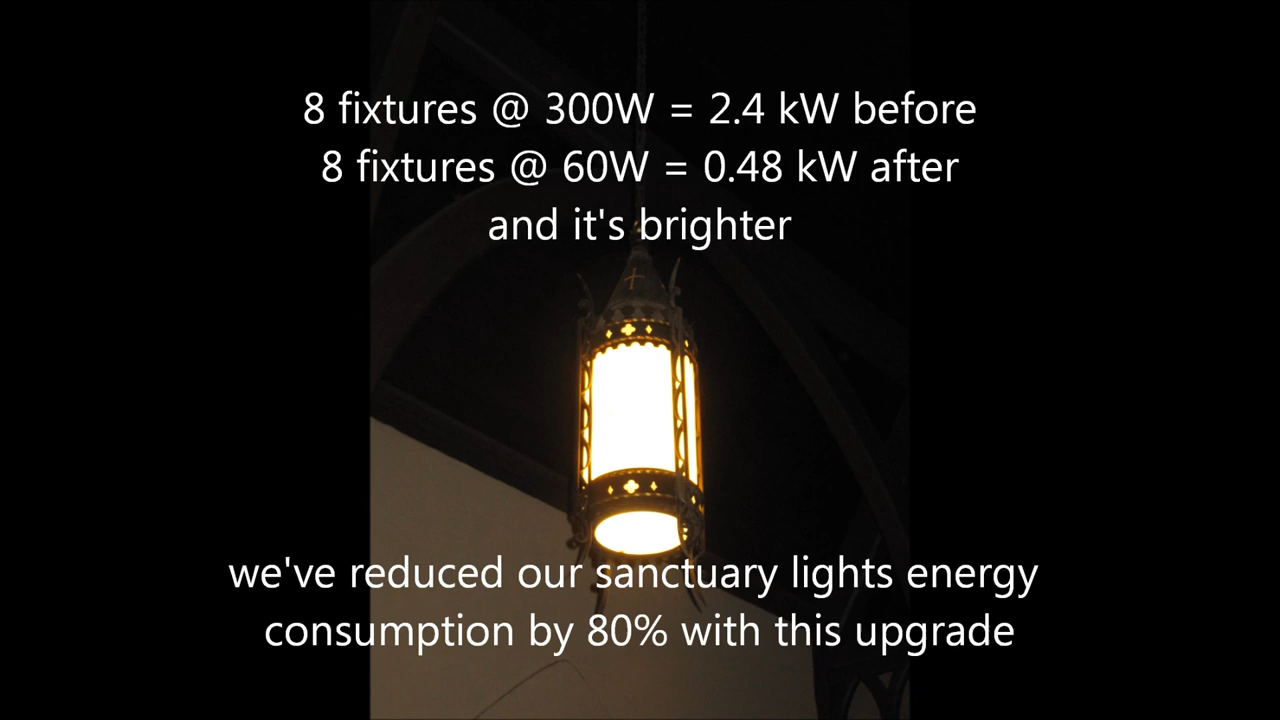 8 fixtures @ 300W = 2.4 kW before
8 fixtures @ 60W = 0.48 kW after
and it's brighter
we've reduced our sanctuary lights energy
consumption by 80% with this upgrade